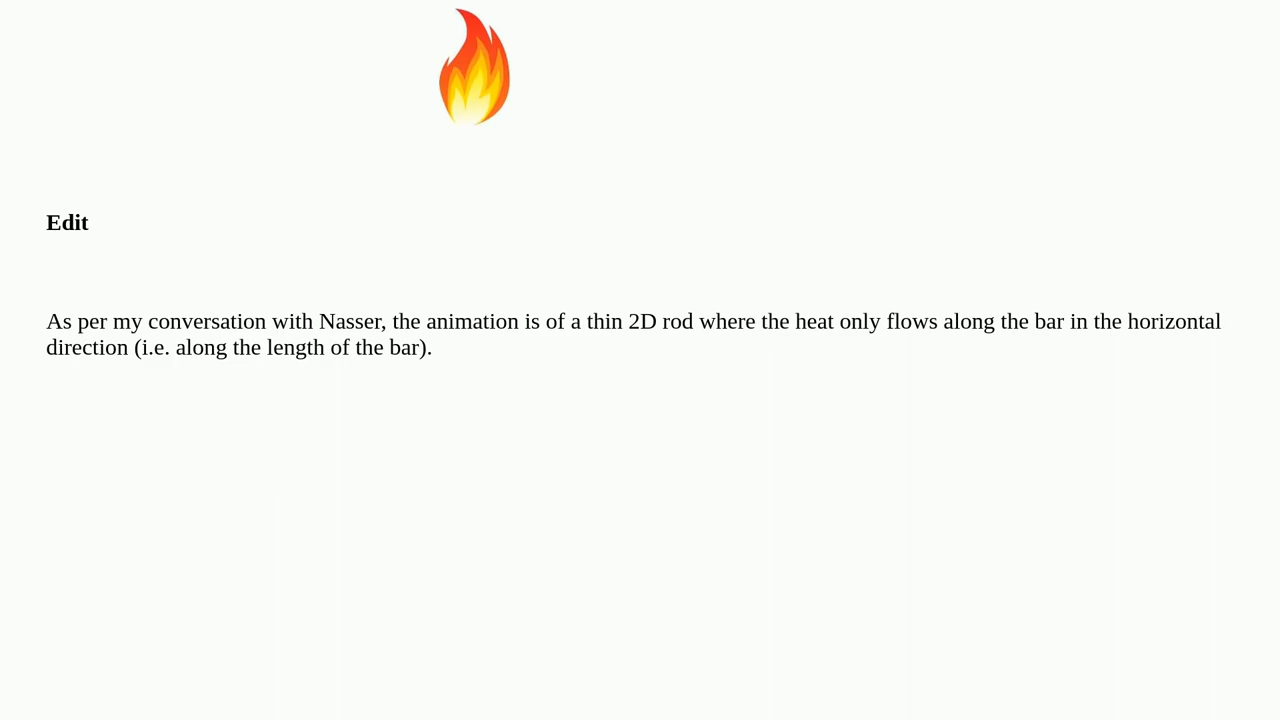 Edit
As per my conversation with Nasser, the animation is of a thin 2D rod where the heat only flows along the bar in the horizontal
direction (i.e. along the length of the bar).